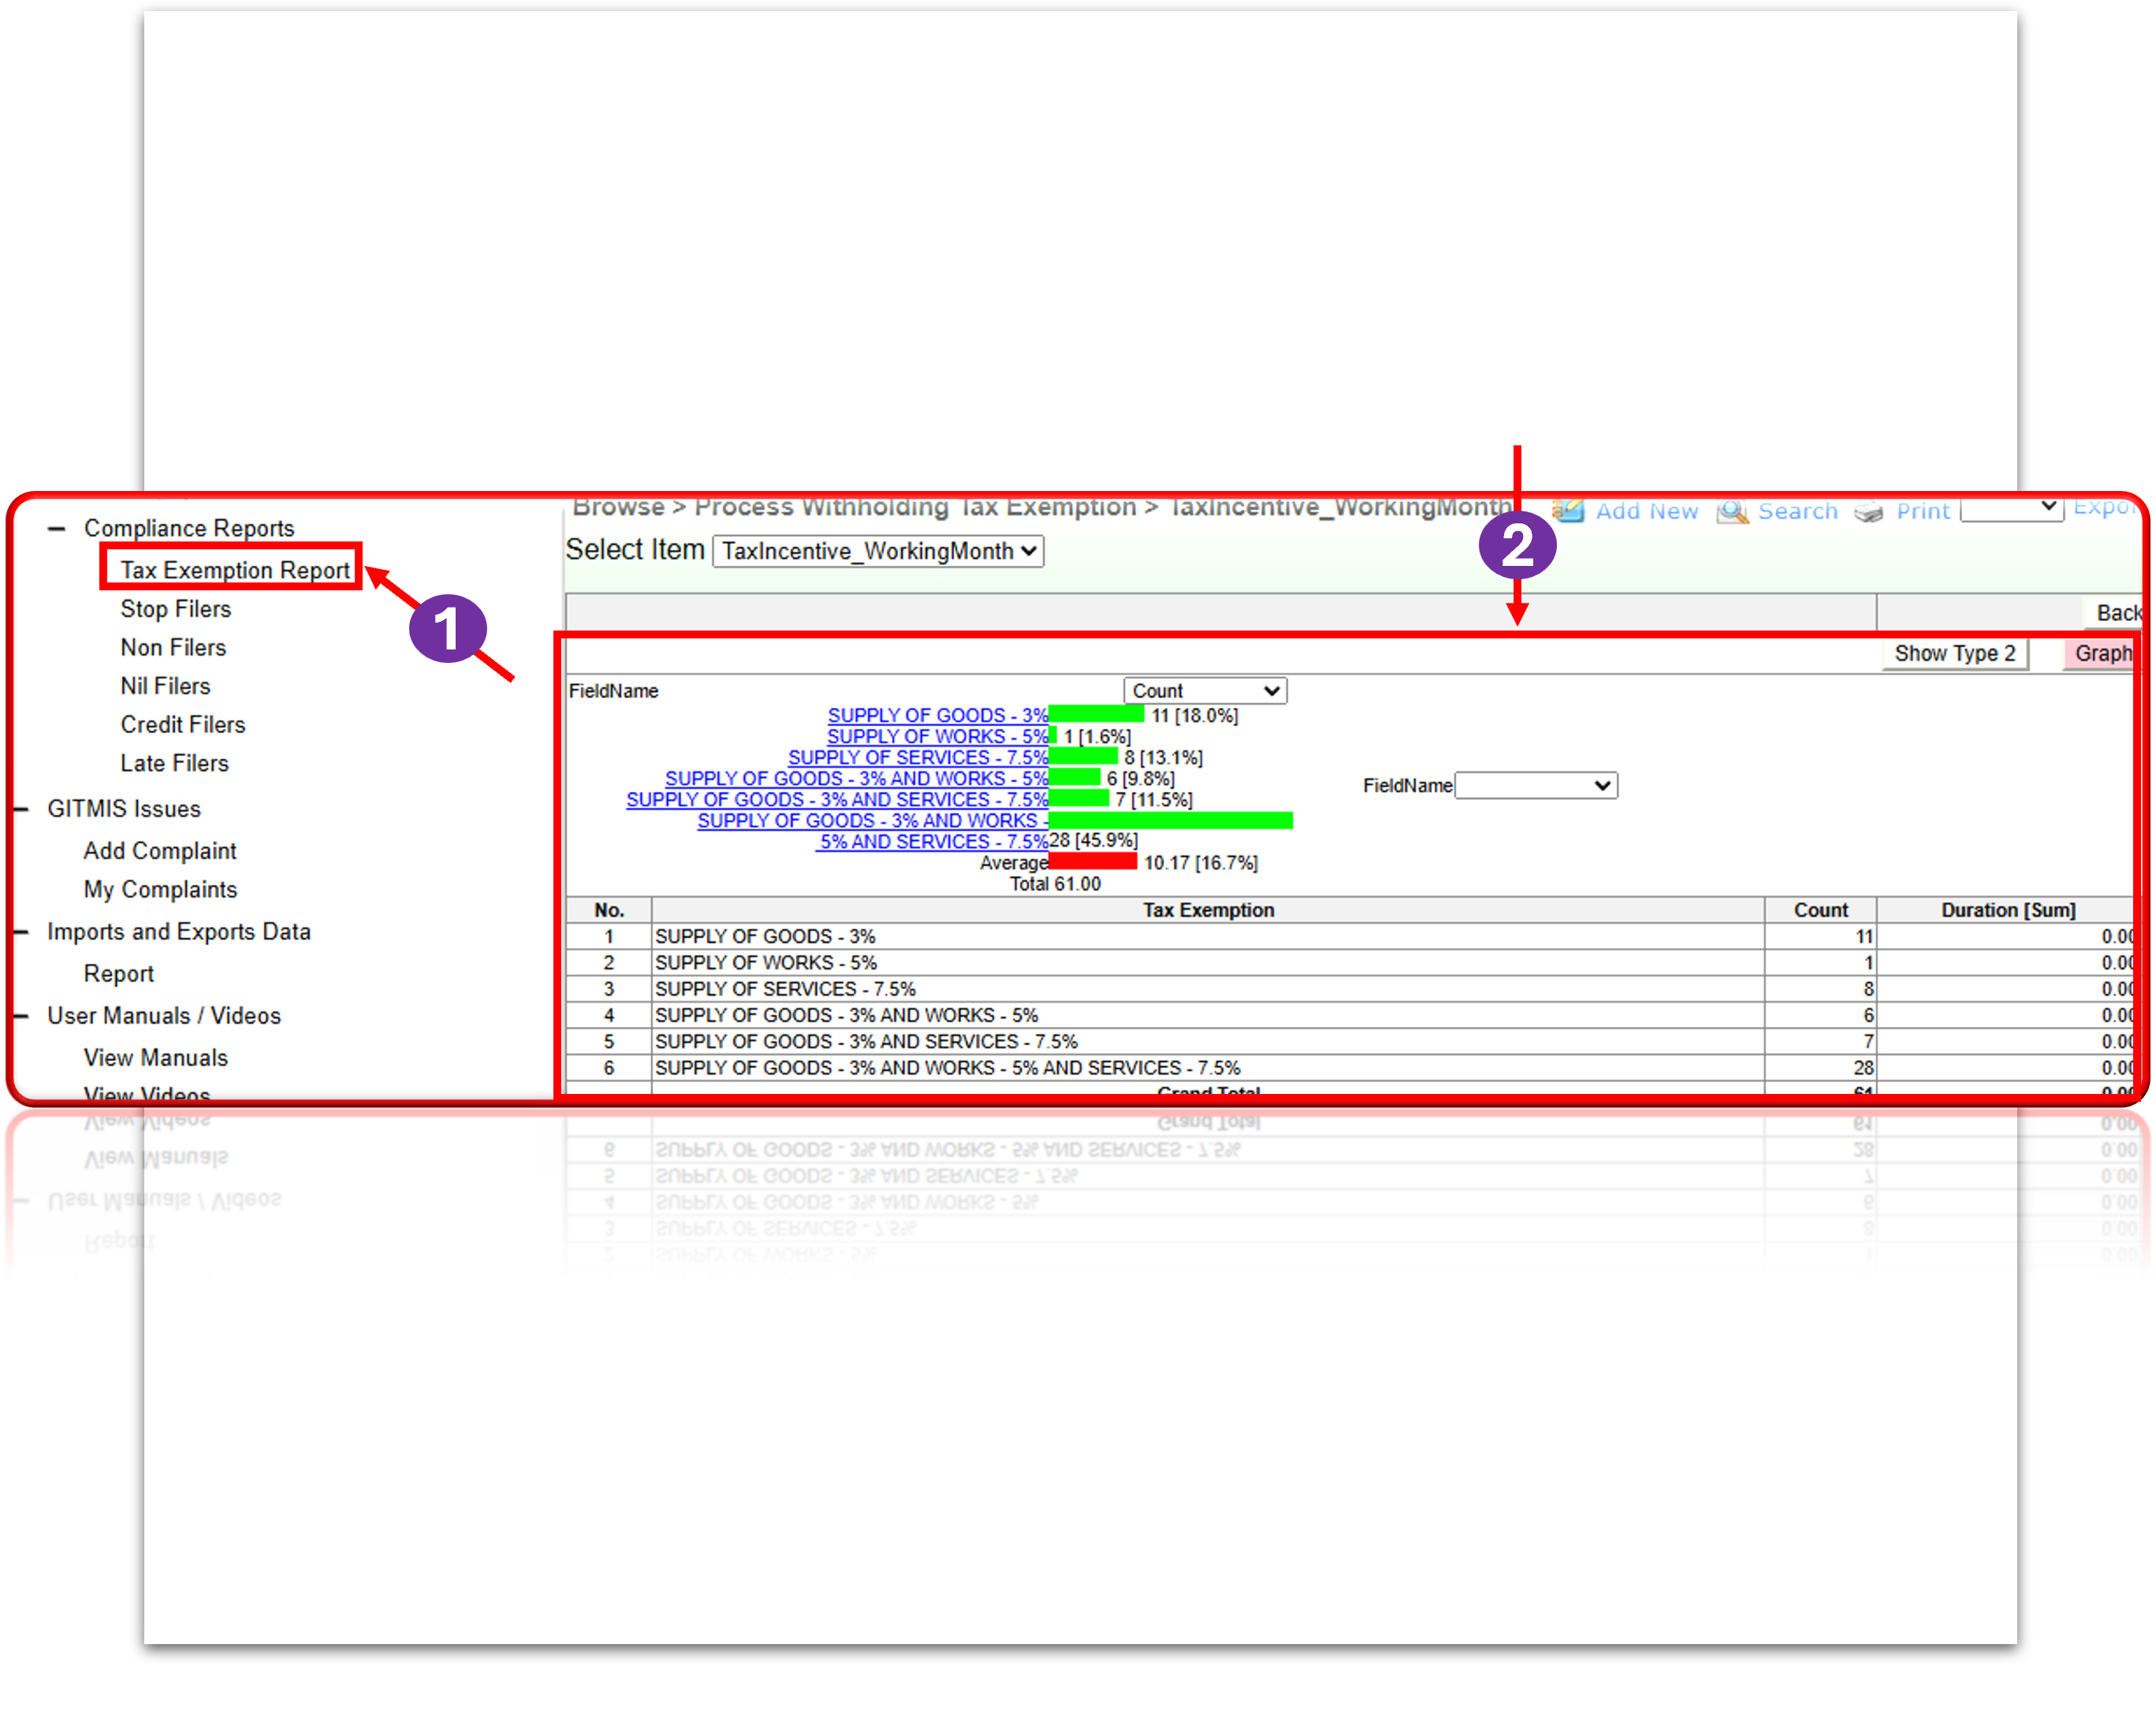 Compliance Reports
Tax Exemption Report
Stop Filers
Non Filers
Nil Filers
Credit Filers
Late Filers
GITMIS Issues
Add Complaint
My Complaints
Imports and Exports Data
Report
User Manuals / Videos
View Manuals
View Videos
1
Browse > Process Withholding Tax Exemption > TaxIncentive_WorkingMonth
Add New Search Print
2
Select Item TaxIncentive_WorkingMonth
Back
Show Type 2 Graph
FieldName Count
SUPPLY OF GOODS - 3% 11 [18.0%]
SUPPLY OF WORKS - 5% 1 [1.6%]
SUPPLY OF SERVICES - 7.5% 8 [13.1%]
SUPPLY OF GOODS - 3% AND WORKS - 5% 6 [9.8%]
FieldName
SUPPLY OF GOODS - 3% AND SERVICES - 7.5% 7 [11.5%]
SUPPLY OF GOODS - 3% AND WORKS -
5% AND SERVICES - 7.5% 28 [45.9%]
Average 10.17 [16.7%]
Total 61.00
No. Tax Exemption Count Duration [Sum]
1 SUPPLY OF GOODS - 3% 11 0.00
2 SUPPLY OF WORKS - 5% 1 0.00
3 SUPPLY OF SERVICES - 7.5% 8 0.00
4 SUPPLY OF GOODS - 3% AND WORKS - 5% 6 0.00
5 SUPPLY OF GOODS - 3% AND SERVICES - 7.5% 7 0.00
6 SUPPLY OF GOODS - 3% AND WORKS - 5% AND SERVICES - 7.5% 28 0.00
Grand Total 61 0.00